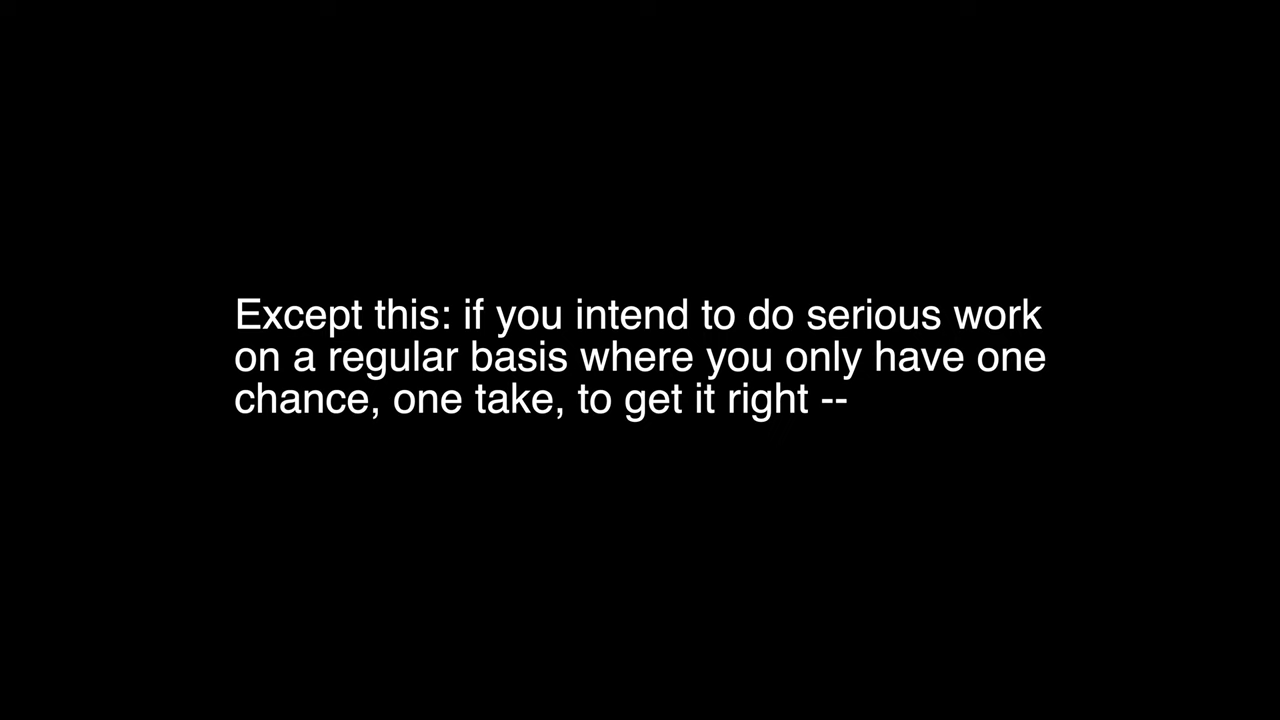 Except this: if you intend to do serious work
on a regular basis where you only have one
chance, one take, to get it right --